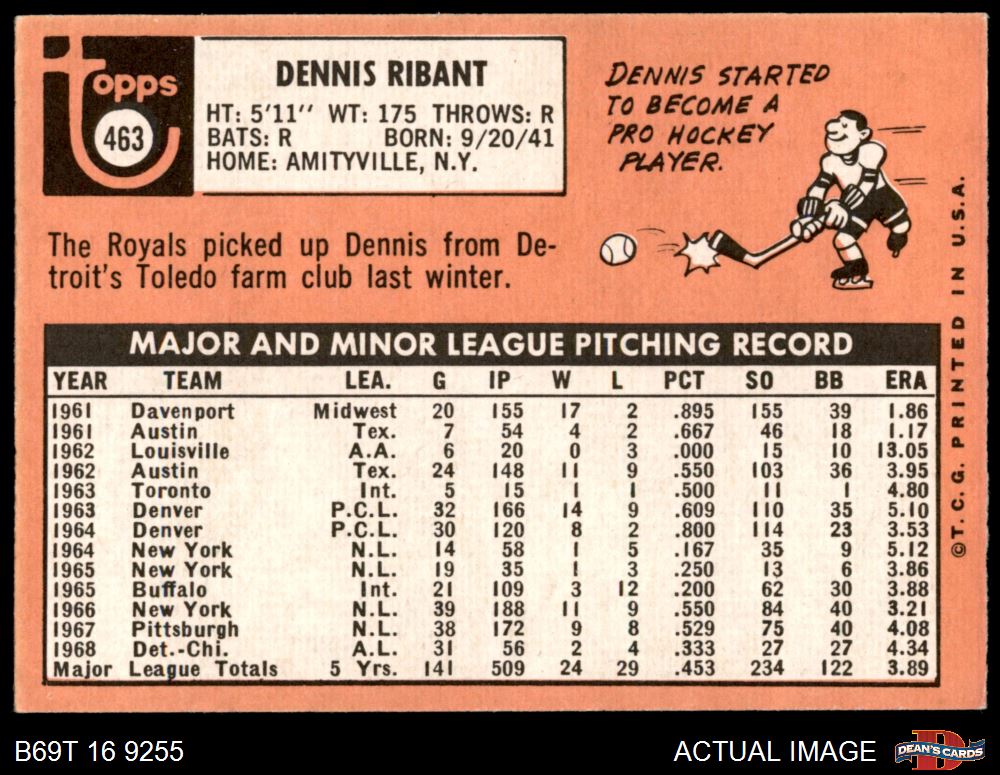 topps
463
DENNIS RIBANT
HT: 5'11" WT: 175 THROWS: R
BATS: R BORN: 9/20/41
HOME: AMITYVILLE, N.Y.
DENNIS STARTED
TO BECOME A
PRO HOCKEY
PLAYER.
The Royals picked up Dennis from De-
troit's Toledo farm club last winter.
MAJOR AND MINOR LEAGUE PITCHING RECORD
YEAR TEAM LEA. G IP W L PCT SO BB ERA
1961 Davenport Midwest 20 155 17 2 .895 155 39 1.86
1961 Austin Tex. 7 54 4 2 .667 46 18 1.17
1962 Louisville A.A. 6 20 0 3 .000 15 10 13.05
1962 Austin Tex. 24 148 11 9 .550 103 36 3.95
1963 Toronto Int. 5 15 1 1 .500 11 1 4.80
1963 Denver P.C.L. 32 166 14 9 .609 110 35 5.10
1964 Denver P.C.L. 30 120 8 2 .800 114 23 3.53
1964 New York N.L. 14 58 1 5 .167 35 9 5.12
1965 New York N.L. 19 35 1 3 .250 13 6 3.86
1965 Buffalo Int. 21 109 3 12 .200 62 30 3.88
1966 New York N.L. 39 188 11 9 .550 84 40 3.21
1967 Pittsburgh N.L. 38 172 9 8 .529 75 40 4.08
1968 Det.-Chi. A.L. 31 56 2 4 .333 27 27 4.34
Major League Totals 5 Yrs. 141 509 24 29 .453 234 122 3.89
©T.C.G. PRINTED IN U.S.A.
B69T 16 9255
ACTUAL IMAGE
DEAN'S CARDS